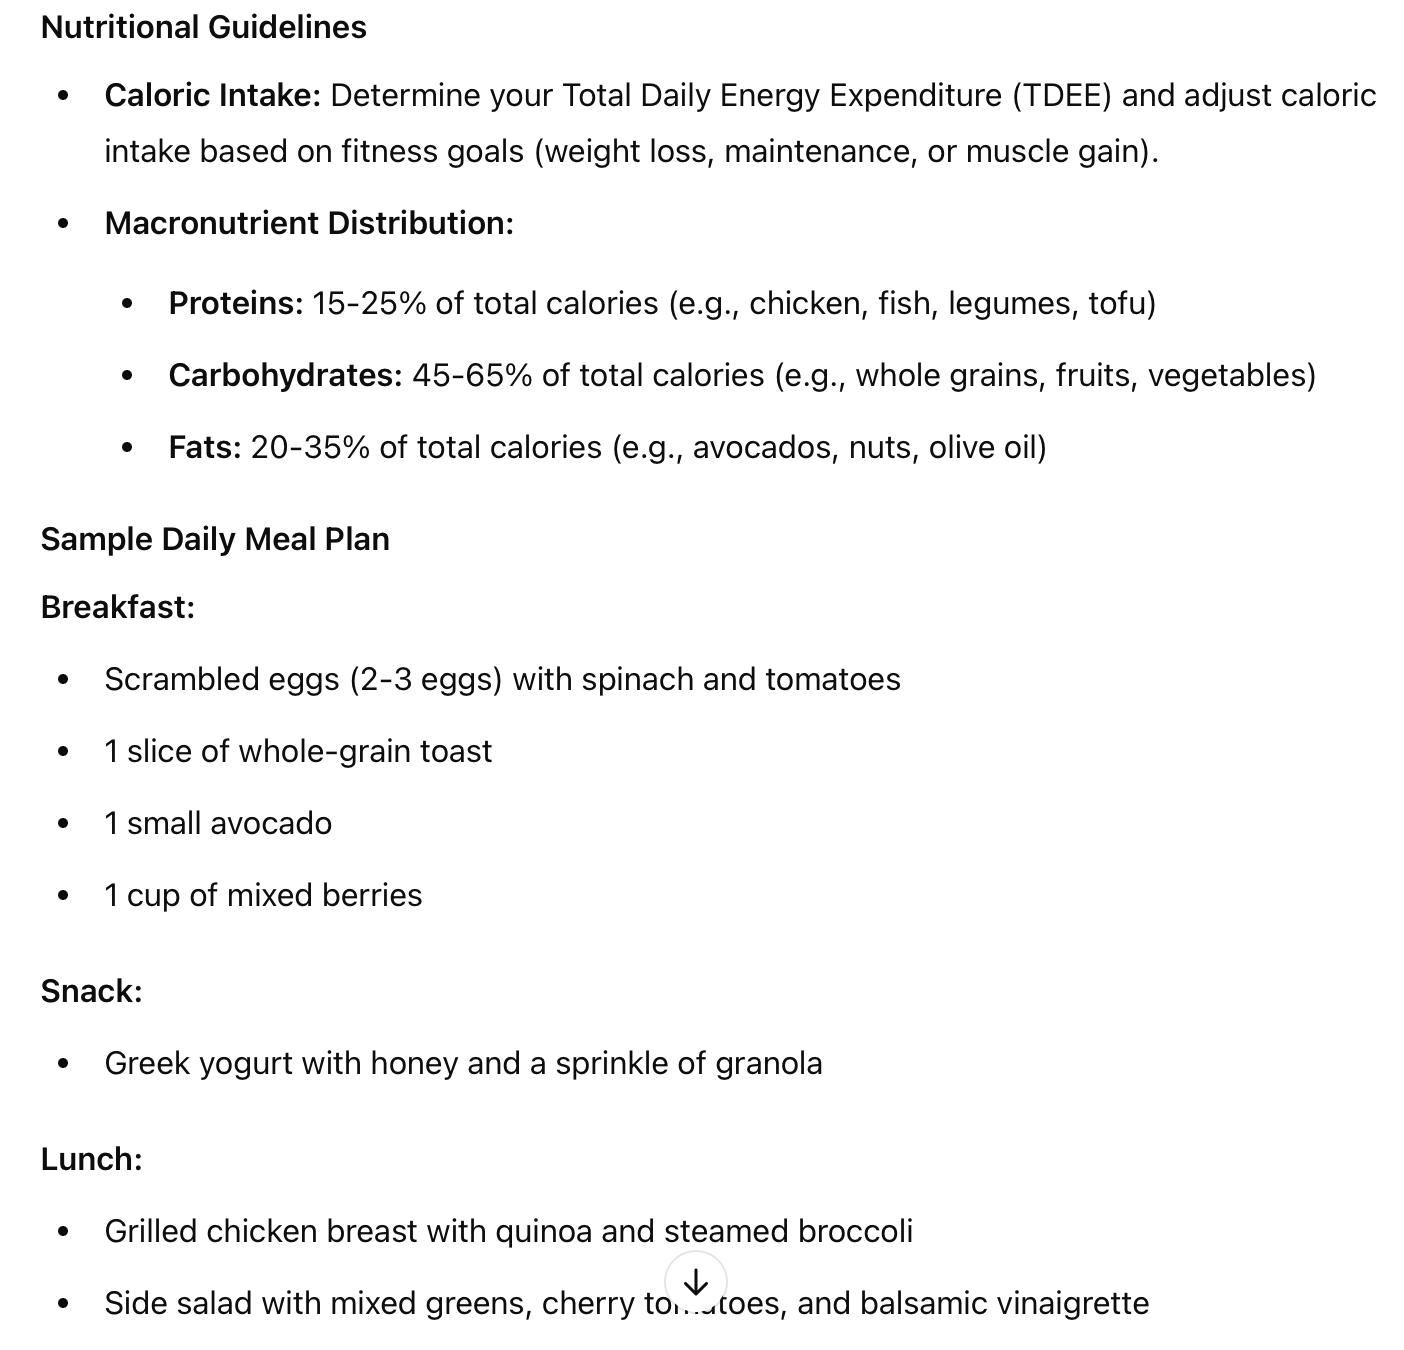 Nutritional Guidelines
• Caloric Intake: Determine your Total Daily Energy Expenditure (TDEE) and adjust caloric
intake based on fitness goals (weight loss, maintenance, or muscle gain).
• Macronutrient Distribution:
• Proteins: 15-25% of total calories (e.g., chicken, fish, legumes, tofu)
• Carbohydrates: 45-65% of total calories (e.g., whole grains, fruits, vegetables)
• Fats: 20-35% of total calories (e.g., avocados, nuts, olive oil)
Sample Daily Meal Plan
Breakfast:
• Scrambled eggs (2-3 eggs) with spinach and tomatoes
• 1 slice of whole-grain toast
• 1 small avocado
• 1 cup of mixed berries
Snack:
• Greek yogurt with honey and a sprinkle of granola
Lunch:
• Grilled chicken breast with quinoa and steamed broccoli
• Side salad with mixed greens, cherry tomatoes, and balsamic vinaigrette